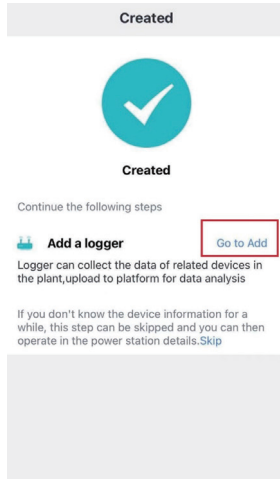 Created
Created
Continue the following steps
Add a logger Go to Add
Logger can collect the data of related devices in
the plant,upload to platform for data analysis
If you don't know the device information for a
while, this step can be skipped and you can then
operate in the power station details.Skip